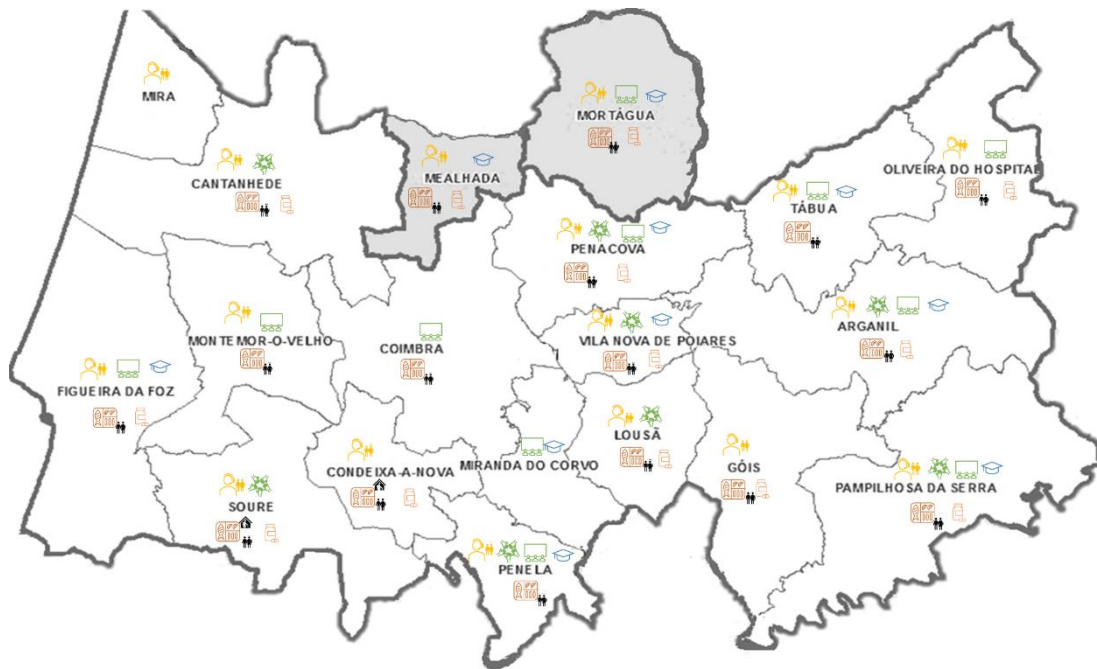 MIRA
MORTÁGUA
CANTANHEDE
MEALHADA
OLIVEIRA DO HOSPITAL
TÁBUA
PENACOVA
ARGANIL
MONTEMOR-O-VELHO
COIMBRA
VILA NOVA DE POIARES
FIGUEIRA DA FOZ
LOUSÃ
CONDEIXA-A-NOVA
MIRANDA DO CORVO
GÓIS
PAMPILHOSA DA SERRA
SOURE
PENELA